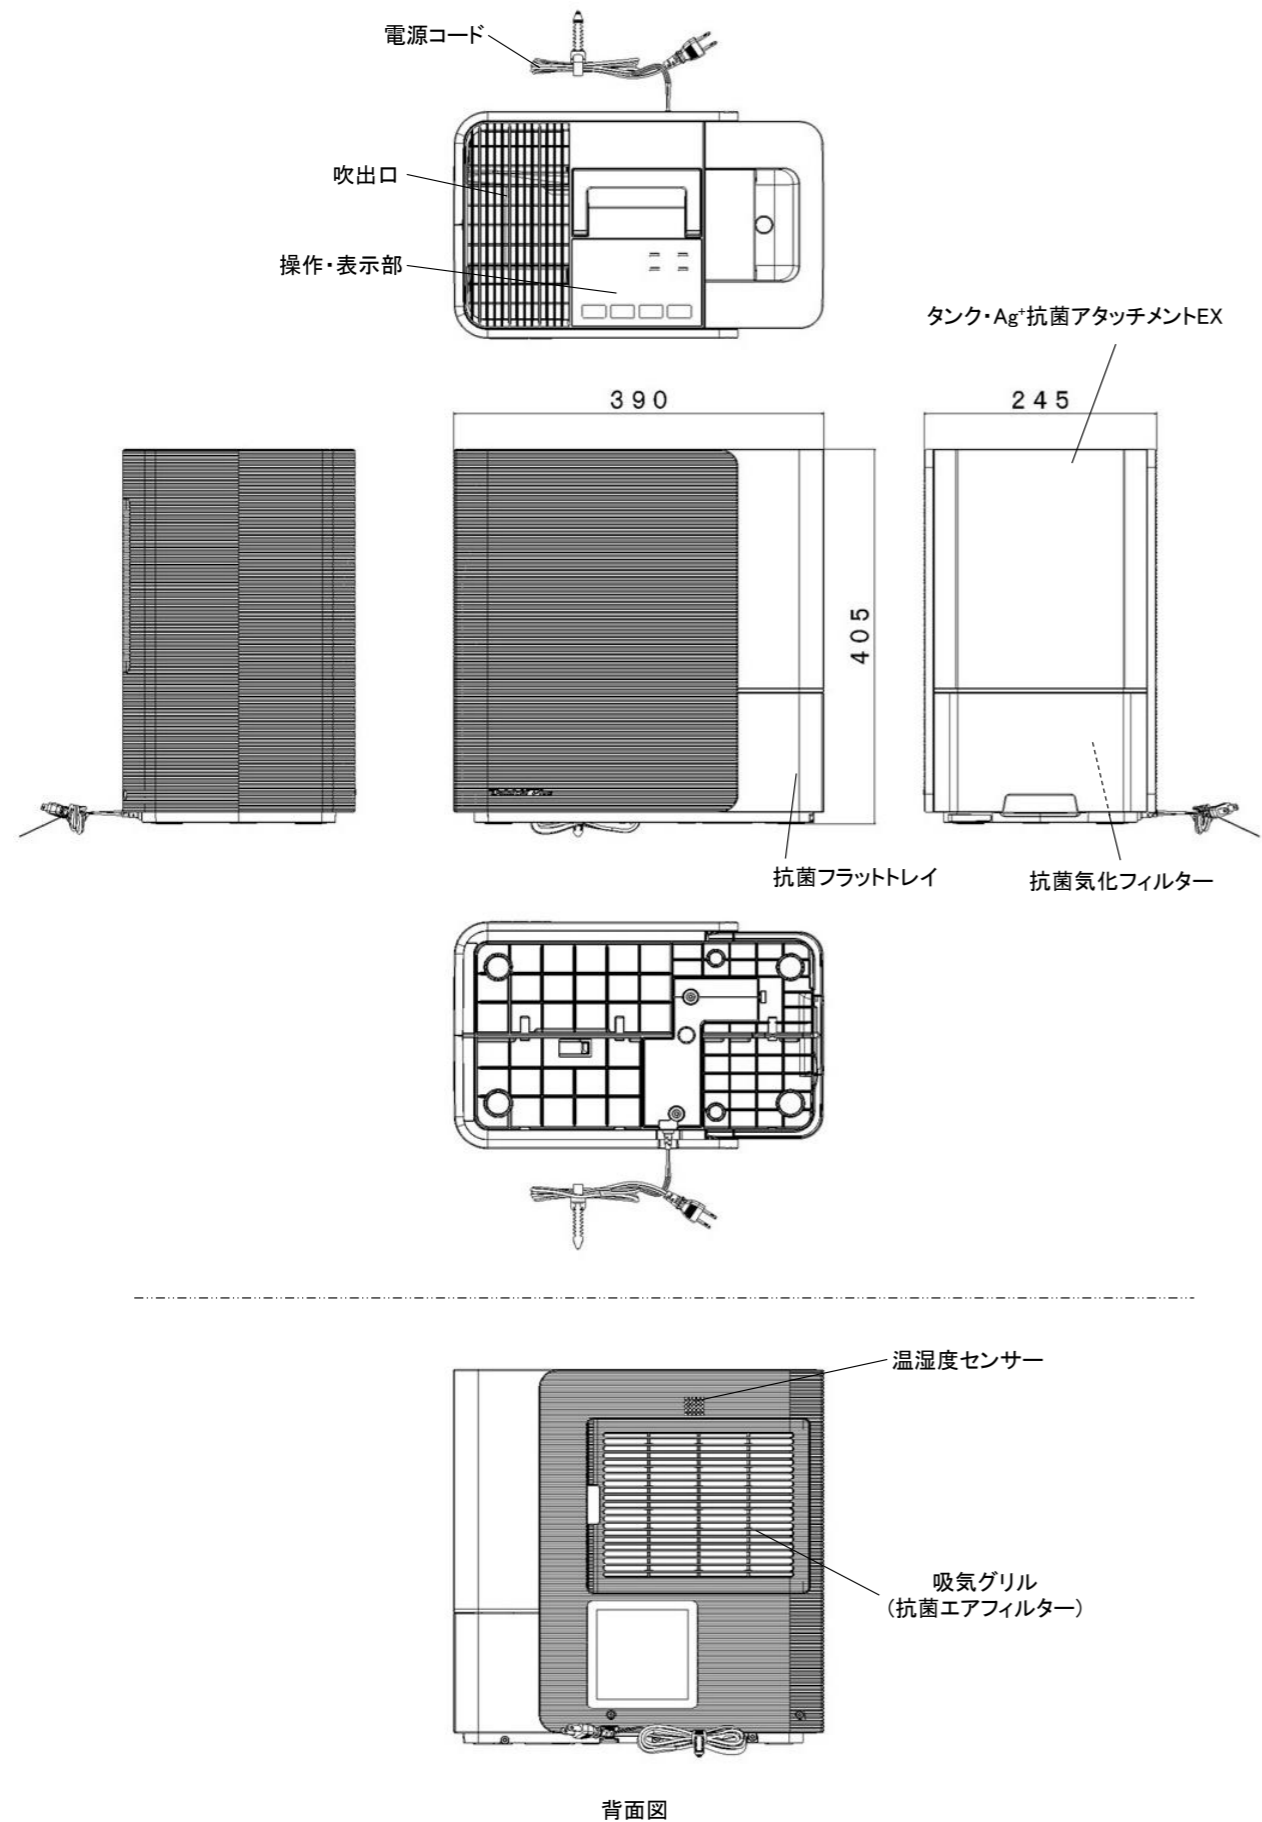 電源コード
吹出口
操作・表示部
タンク・Ag⁺抗菌アタッチメントEX
390
245
405
抗菌フラットトレイ
抗菌気化フィルター
温湿度センサー
吸気グリル
(抗菌エアフィルター)
背面図